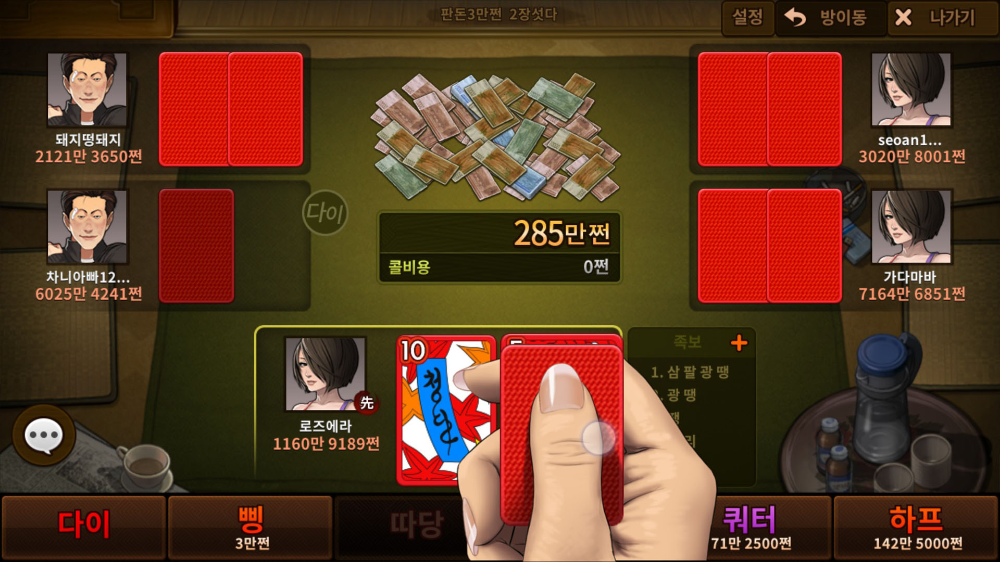 판돈3만쩐 2장섯다
설정
방이동
나가기
돼지떵돼지
2121만 3650쩐
seoan1...
3020만 8001쩐
차니아빠12...
6025만 4241쩐
다이
285만쩐
콜비용 0쩐
가다마바
7164만 6851쩐
先
로즈에라
1160만 9189쩐
10
청단
족보
1. 삼 팔 광 땡
광 땡
다이
삥
3만쩐
따당
쿼터
71만 2500쩐
하프
142만 5000쩐